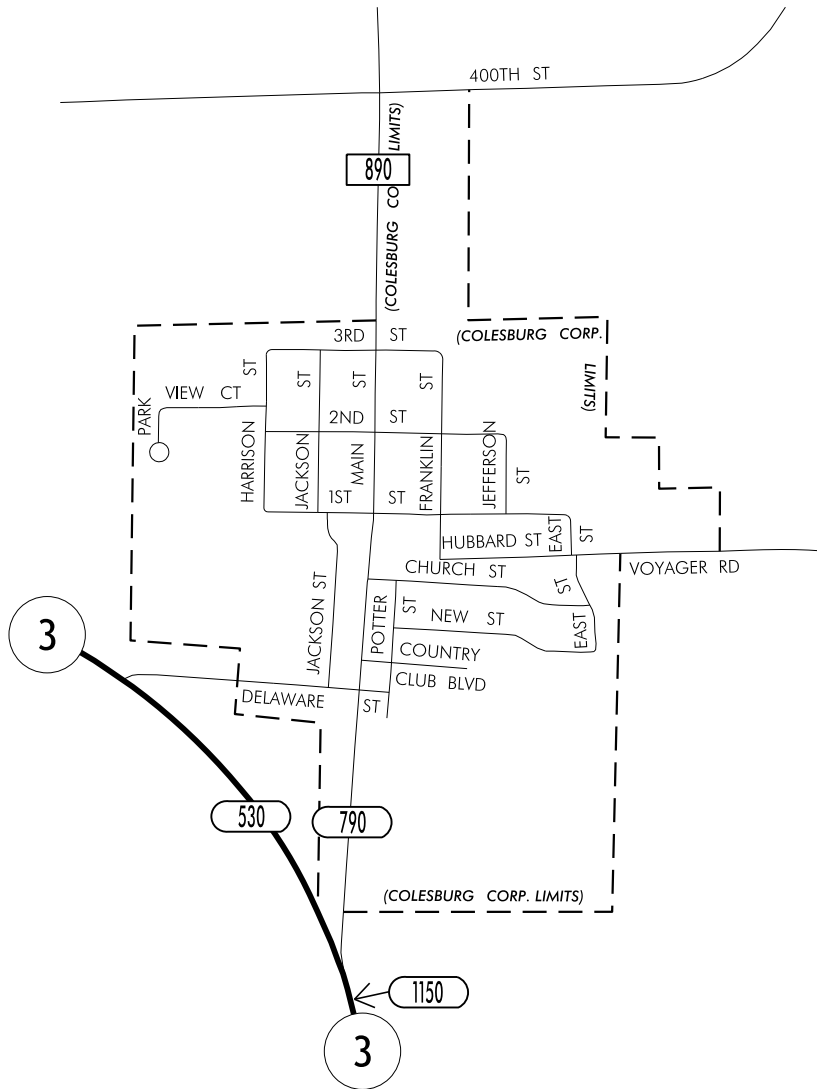 400TH ST
890
(COLESBURG CO LIMITS)
3RD ST
(COLESBURG CORP.
LIMITS)
PARK VIEW CT
ST
ST
ST
2ND ST
HARRISON
JACKSON
MAIN
FRANKLIN
JEFFERSON ST
1ST ST
HUBBARD ST
EAST ST
CHURCH ST
VOYAGER RD
JACKSON ST
POTTER ST
NEW ST
EAST ST
COUNTRY
CLUB BLVD
DELAWARE ST
3
530
790
(COLESBURG CORP. LIMITS)
1150
3